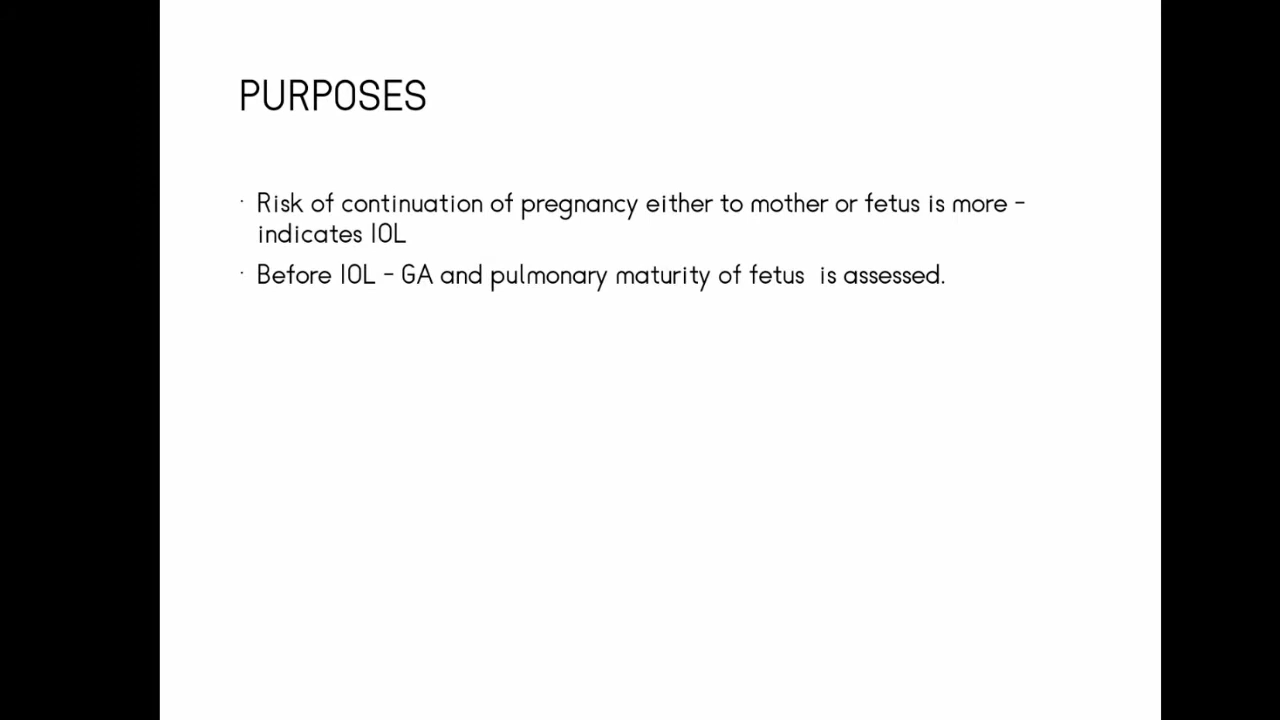 PURPOSES
· Risk of continuation of pregnancy either to mother or fetus is more -
indicates IOL
· Before IOL - GA and pulmonary maturity of fetus is assessed.